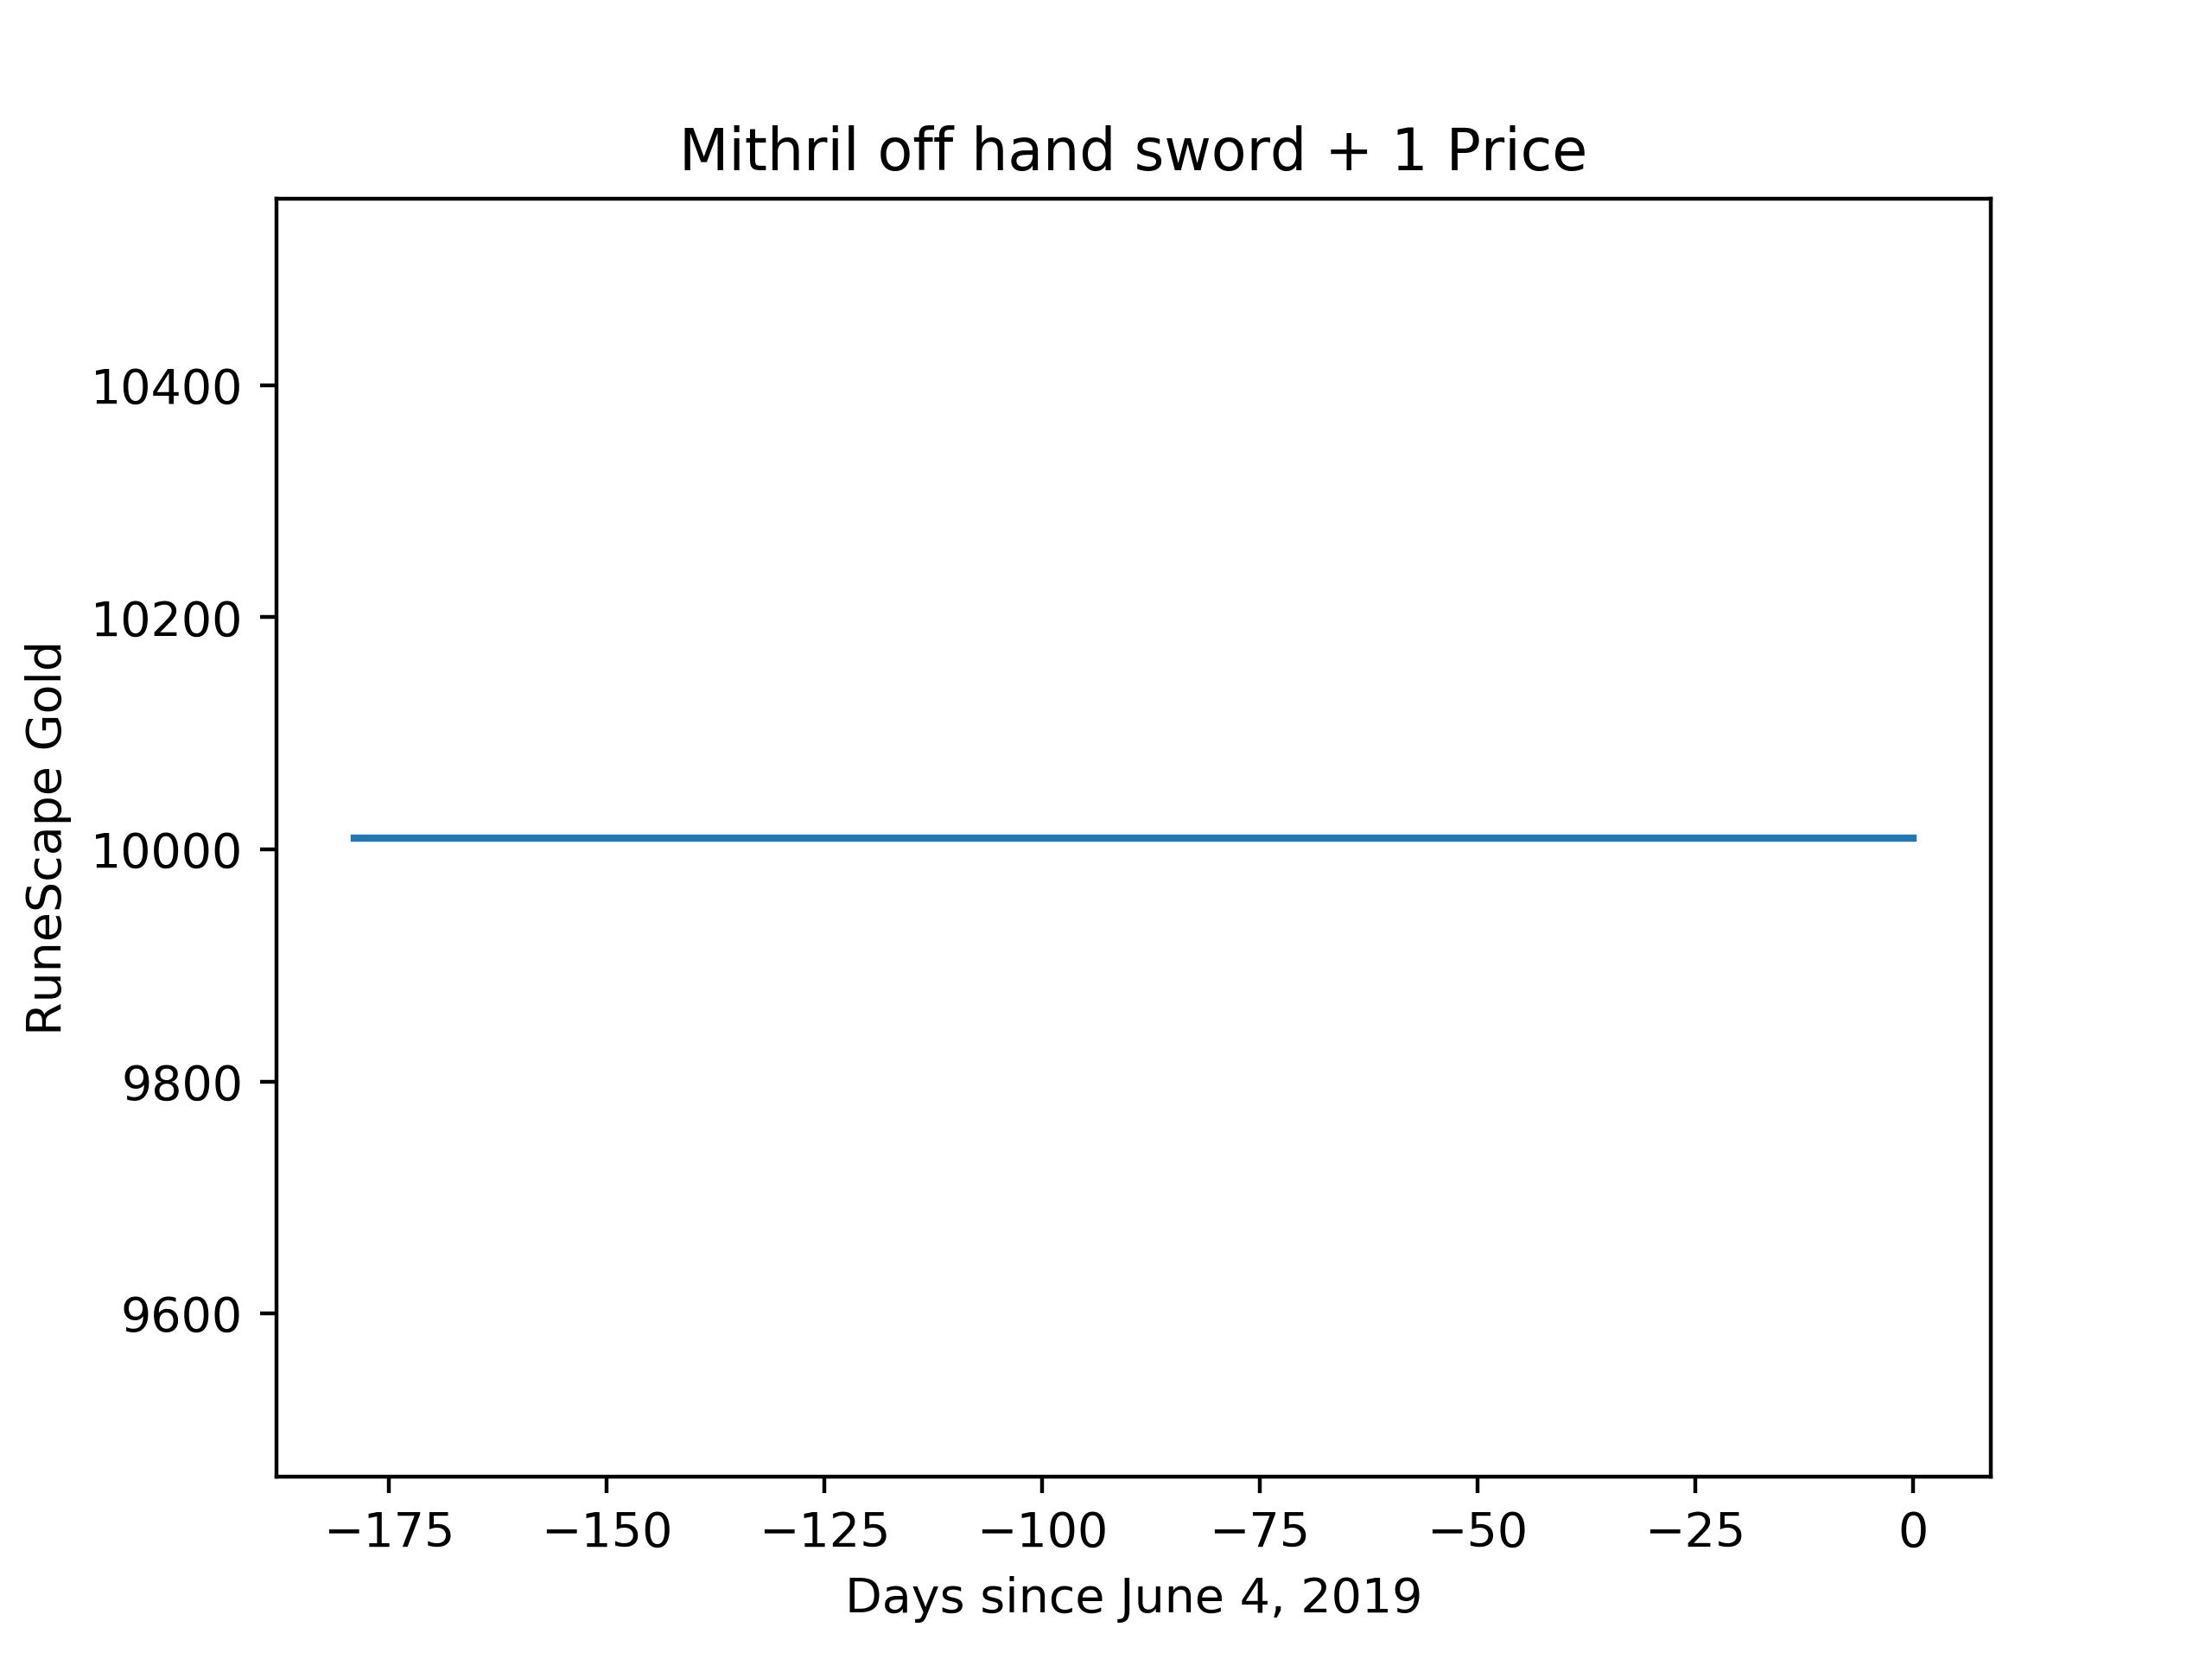 Mithril off hand sword + 1 Price
RuneScape Gold
10400
10200
10000
9800
9600
−175 −150 −125 −100 −75 −50 −25 0
Days since June 4, 2019